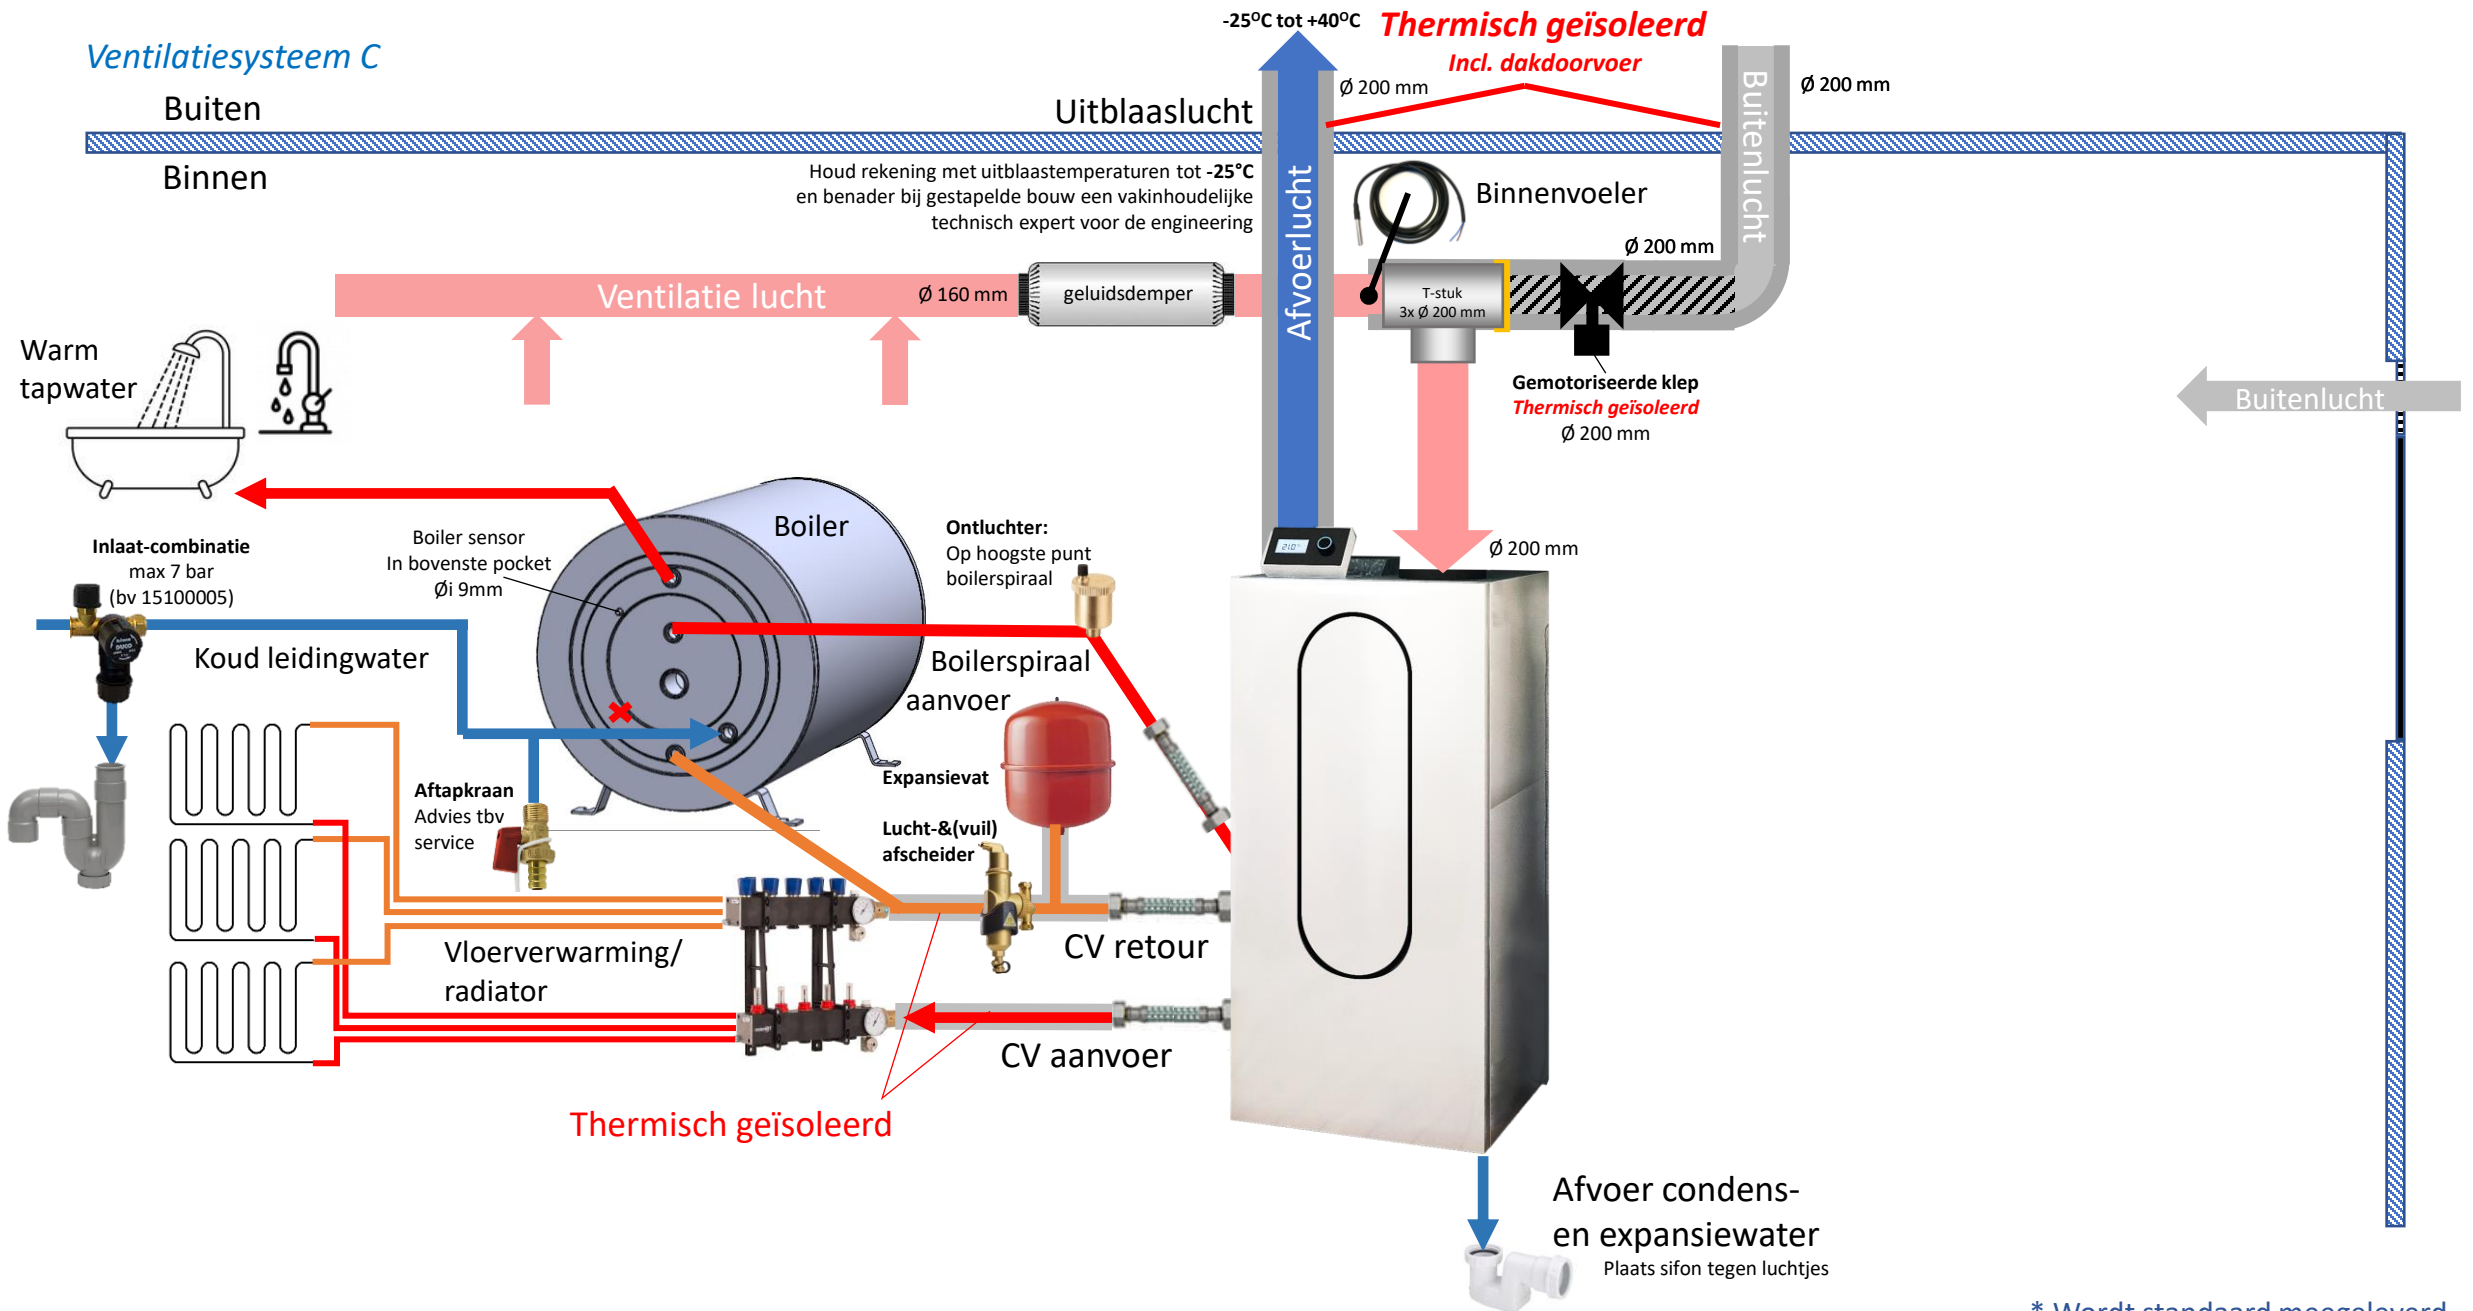 Ventilatiesysteem C
Buiten
Binnen
-25°C tot +40°C
Thermisch geïsoleerd
Incl. dakdoorvoer
Ø 200 mm
Ø 200 mm
Uitblaaslucht
Houd rekening met uitblaastemperaturen tot -25°C
en benader bij gestapelde bouw een vakinhoudelijke
technisch expert voor de engineering
Afvoerlucht
Binnenvoeler
Buitenlucht
Ø 200 mm
Ventilatie lucht
Ø 160 mm
geluidsdemper
T-stuk
3x Ø 200 mm
Gemotoriseerde klep
Thermisch geïsoleerd
Ø 200 mm
Buitenlucht
Warm
tapwater
Inlaat-combinatie
max 7 bar
(bv 15100005)
Koud leidingwater
Boiler sensor
In bovenste pocket
Øi 9mm
Boiler
Ontluchter:
Op hoogste punt
boilerspiraal
Ø 200 mm
21.0°
Boilerspiraal
aanvoer
Aftapkraan
Advies tbv
service
Expansievat
Lucht-&(vuil)
afscheider
Vloerverwarming/
radiator
CV retour
CV aanvoer
Thermisch geïsoleerd
Afvoer condens-
en expansiewater
Plaats sifon tegen luchtjes
* Wordt standaard meegeleverd